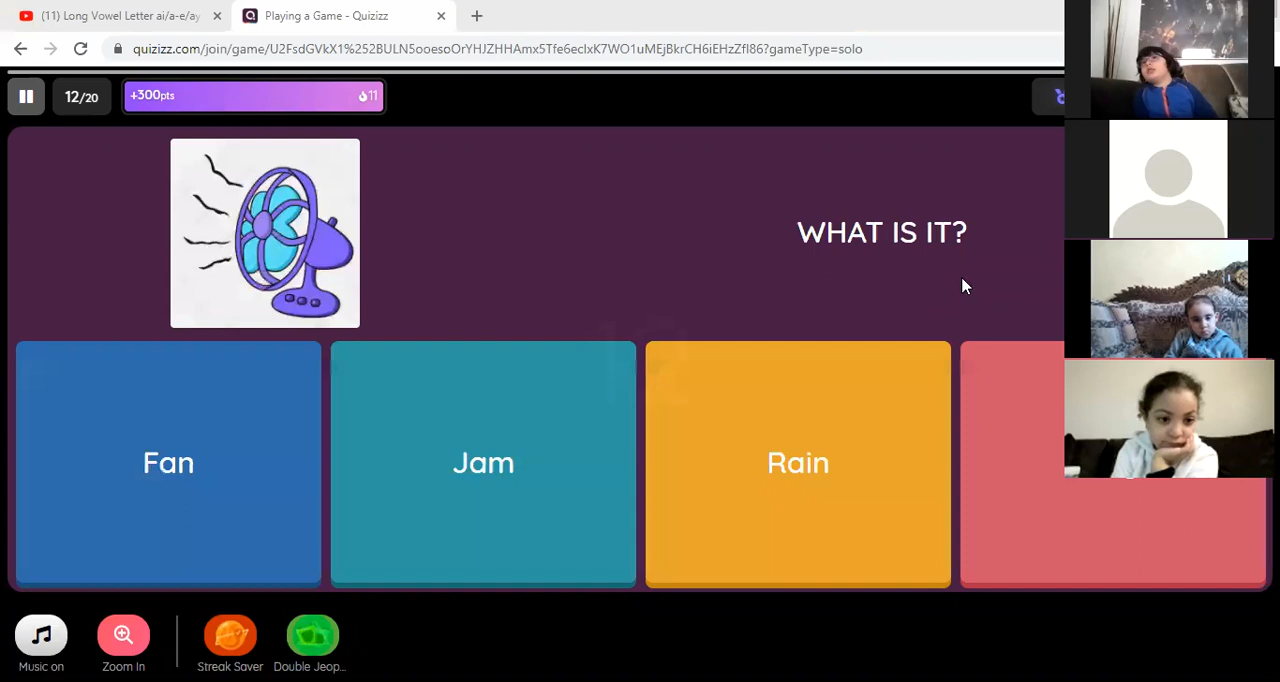 (11) Long Vowel Letter ai/a-e/ay
Playing a Game - Quizizz
quizizz.com/join/game/U2FsdGVkX1%252BULN5ooesoOrYHJZHHAmx5Tfe6ecIxK7WO1uMEjBkrCH6iEHzZfI86?gameType=solo
12/20
+300pts
11
WHAT IS IT?
Fan
Jam
Rain
Music on
Zoom In
Streak Saver
Double Jeop...